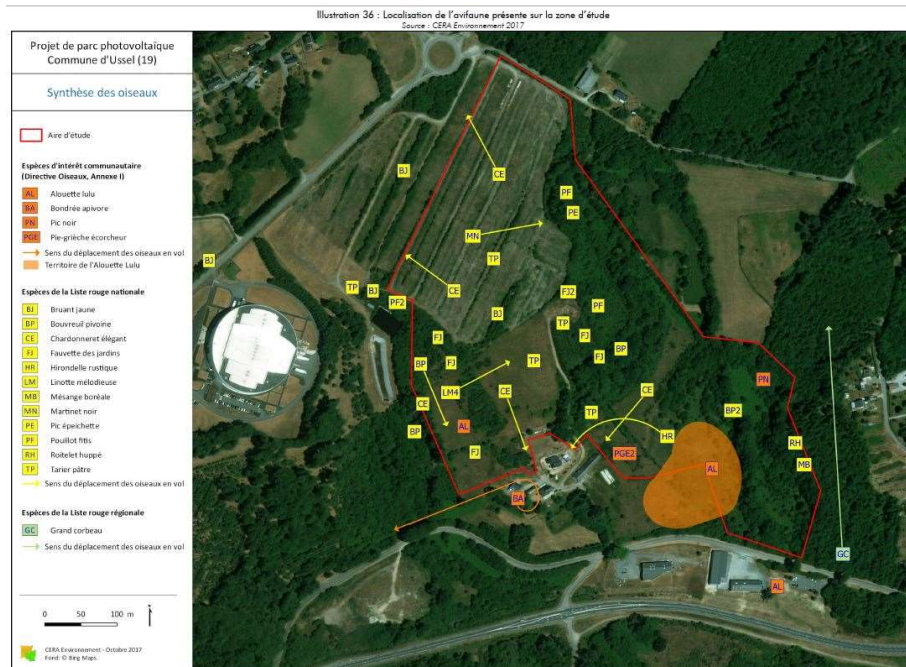 Illustration 36 : Localisation de l'avifaune présente sur la zone d'étude
Source : CERA Environnement 2017
Projet de parc photovoltaïque
Commune d'Ussel (19)
Synthèse des oiseaux
Aire d'étude
Espèces d'intérêt communautaire
(Directive Oiseaux, Annexe I)
AL Alouette lulu
BA Bondrée apivore
PN Pic noir
PGE Pie-grièche écorcheur
Sens du déplacement des oiseaux en vol
Territoire de l'Alouette Lulu
Espèces de la Liste rouge nationale
BJ Bruant jaune
BP Bouvreuil pivoine
CE Chardonneret élégant
FJ Fauvette des jardins
HR Hirondelle rustique
LM Linotte mélodieuse
MB Mésange boréale
MN Martinet noir
PE Pic épeichette
PF Pouillot fitis
RH Roitelet huppé
TP Tarier pâtre
Sens du déplacement des oiseaux en vol
Espèces de la Liste rouge régionale
GC Grand corbeau
Sens du déplacement des oiseaux en vol
0 50 100 m
CERA Environnement - Octobre 2017
Fond: © Bing Maps
BJ
CE
PF
PE
MN
TP
BJ
TP
BJ
PF2
CE
FJ2
PF
BJ
TP
FJ
FJ
FJ
BP
BP
FJ
TP
PN
LM4
CE
CE
CE
TP
BP2
BP
AL
HR
RH
FJ
PGE2
MB
AL
BA
GC
AL